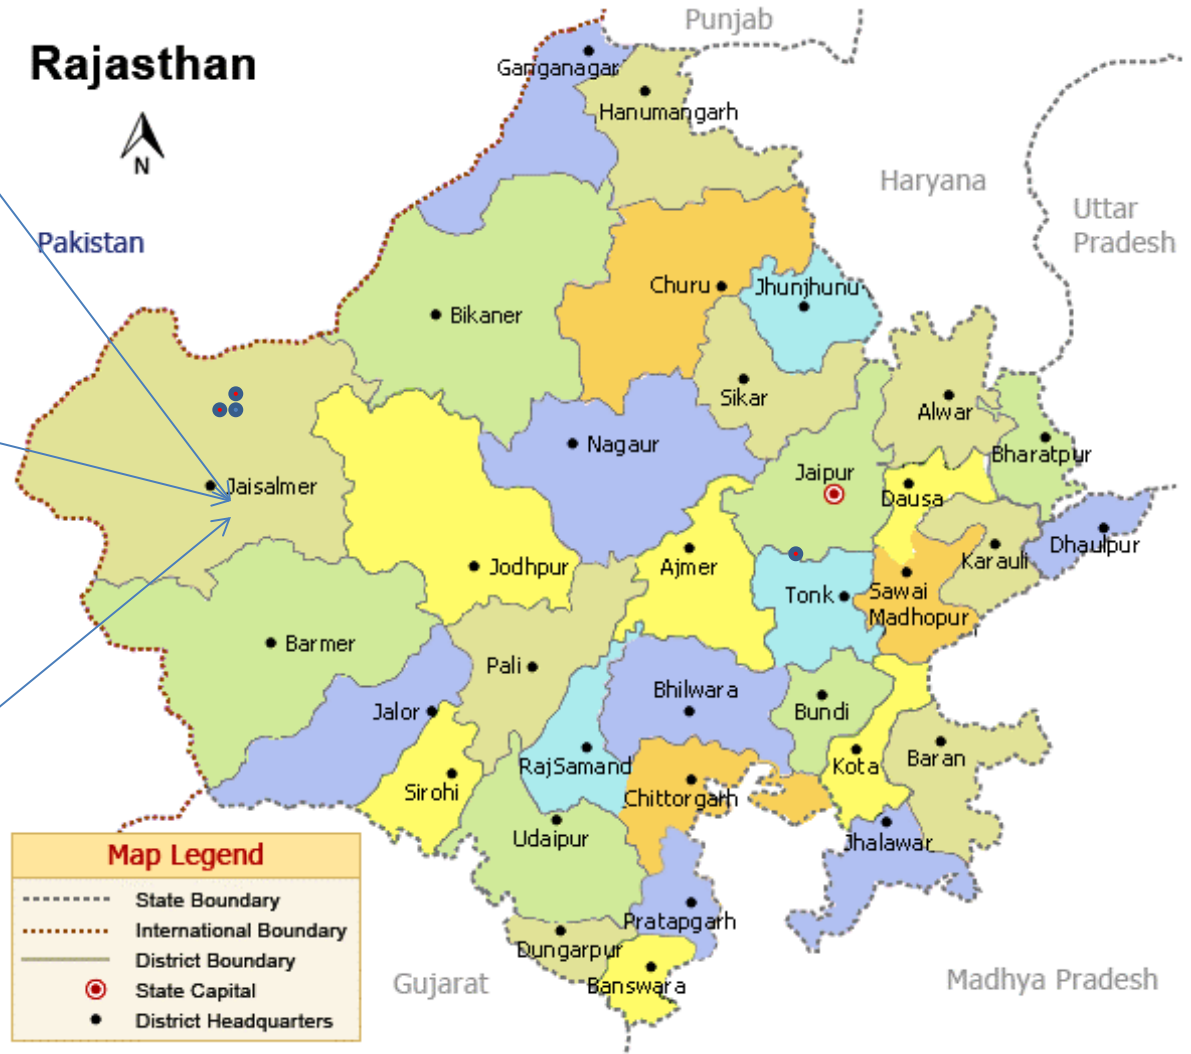 Rajasthan
N
Punjab
Haryana
Uttar
Pradesh
Pakistan
Ganganagar
Hanumangarh
Churu
Jhunjhunu
Bikaner
Sikar
Alwar
Bharatpur
Nagaur
Jaipur
Dausa
Jaisalmer
Dhaulpur
Karauli
Jodhpur
Ajmer
Tonk
Sawai
Madhopur
Barmer
Pali
Bhilwara
Jalor
Bundi
RajSamand
Kota
Baran
Sirohi
Chittorgarh
Udaipur
Jhalawar
Pratapgarh
Dungarpur
Banswara
Gujarat
Madhya Pradesh
Map Legend
State Boundary
International Boundary
District Boundary
State Capital
District Headquarters